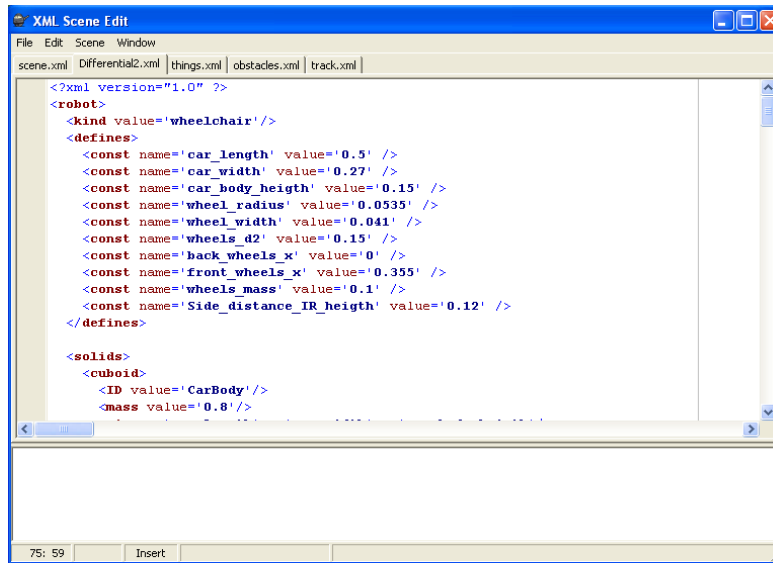 XML Scene Edit
File Edit Scene Window
scene.xml Differential2.xml things.xml obstacles.xml track.xml
<?xml version="1.0" ?>
<robot>
<kind value='wheelchair'/>
<defines>
<const name='car_length' value='0.5' />
<const name='car_width' value='0.27' />
<const name='car_body_heigth' value='0.15' />
<const name='wheel_radius' value='0.0535' />
<const name='wheel_width' value='0.041' />
<const name='wheels_d2' value='0.15' />
<const name='back_wheels_x' value='0' />
<const name='front_wheels_x' value='0.355' />
<const name='wheels_mass' value='0.1' />
<const name='Side_distance_IR_heigth' value='0.12' />
</defines>
<solids>
<cuboid>
<ID value='CarBody'/>
<mass value='0.8'/>
75: 59 Insert